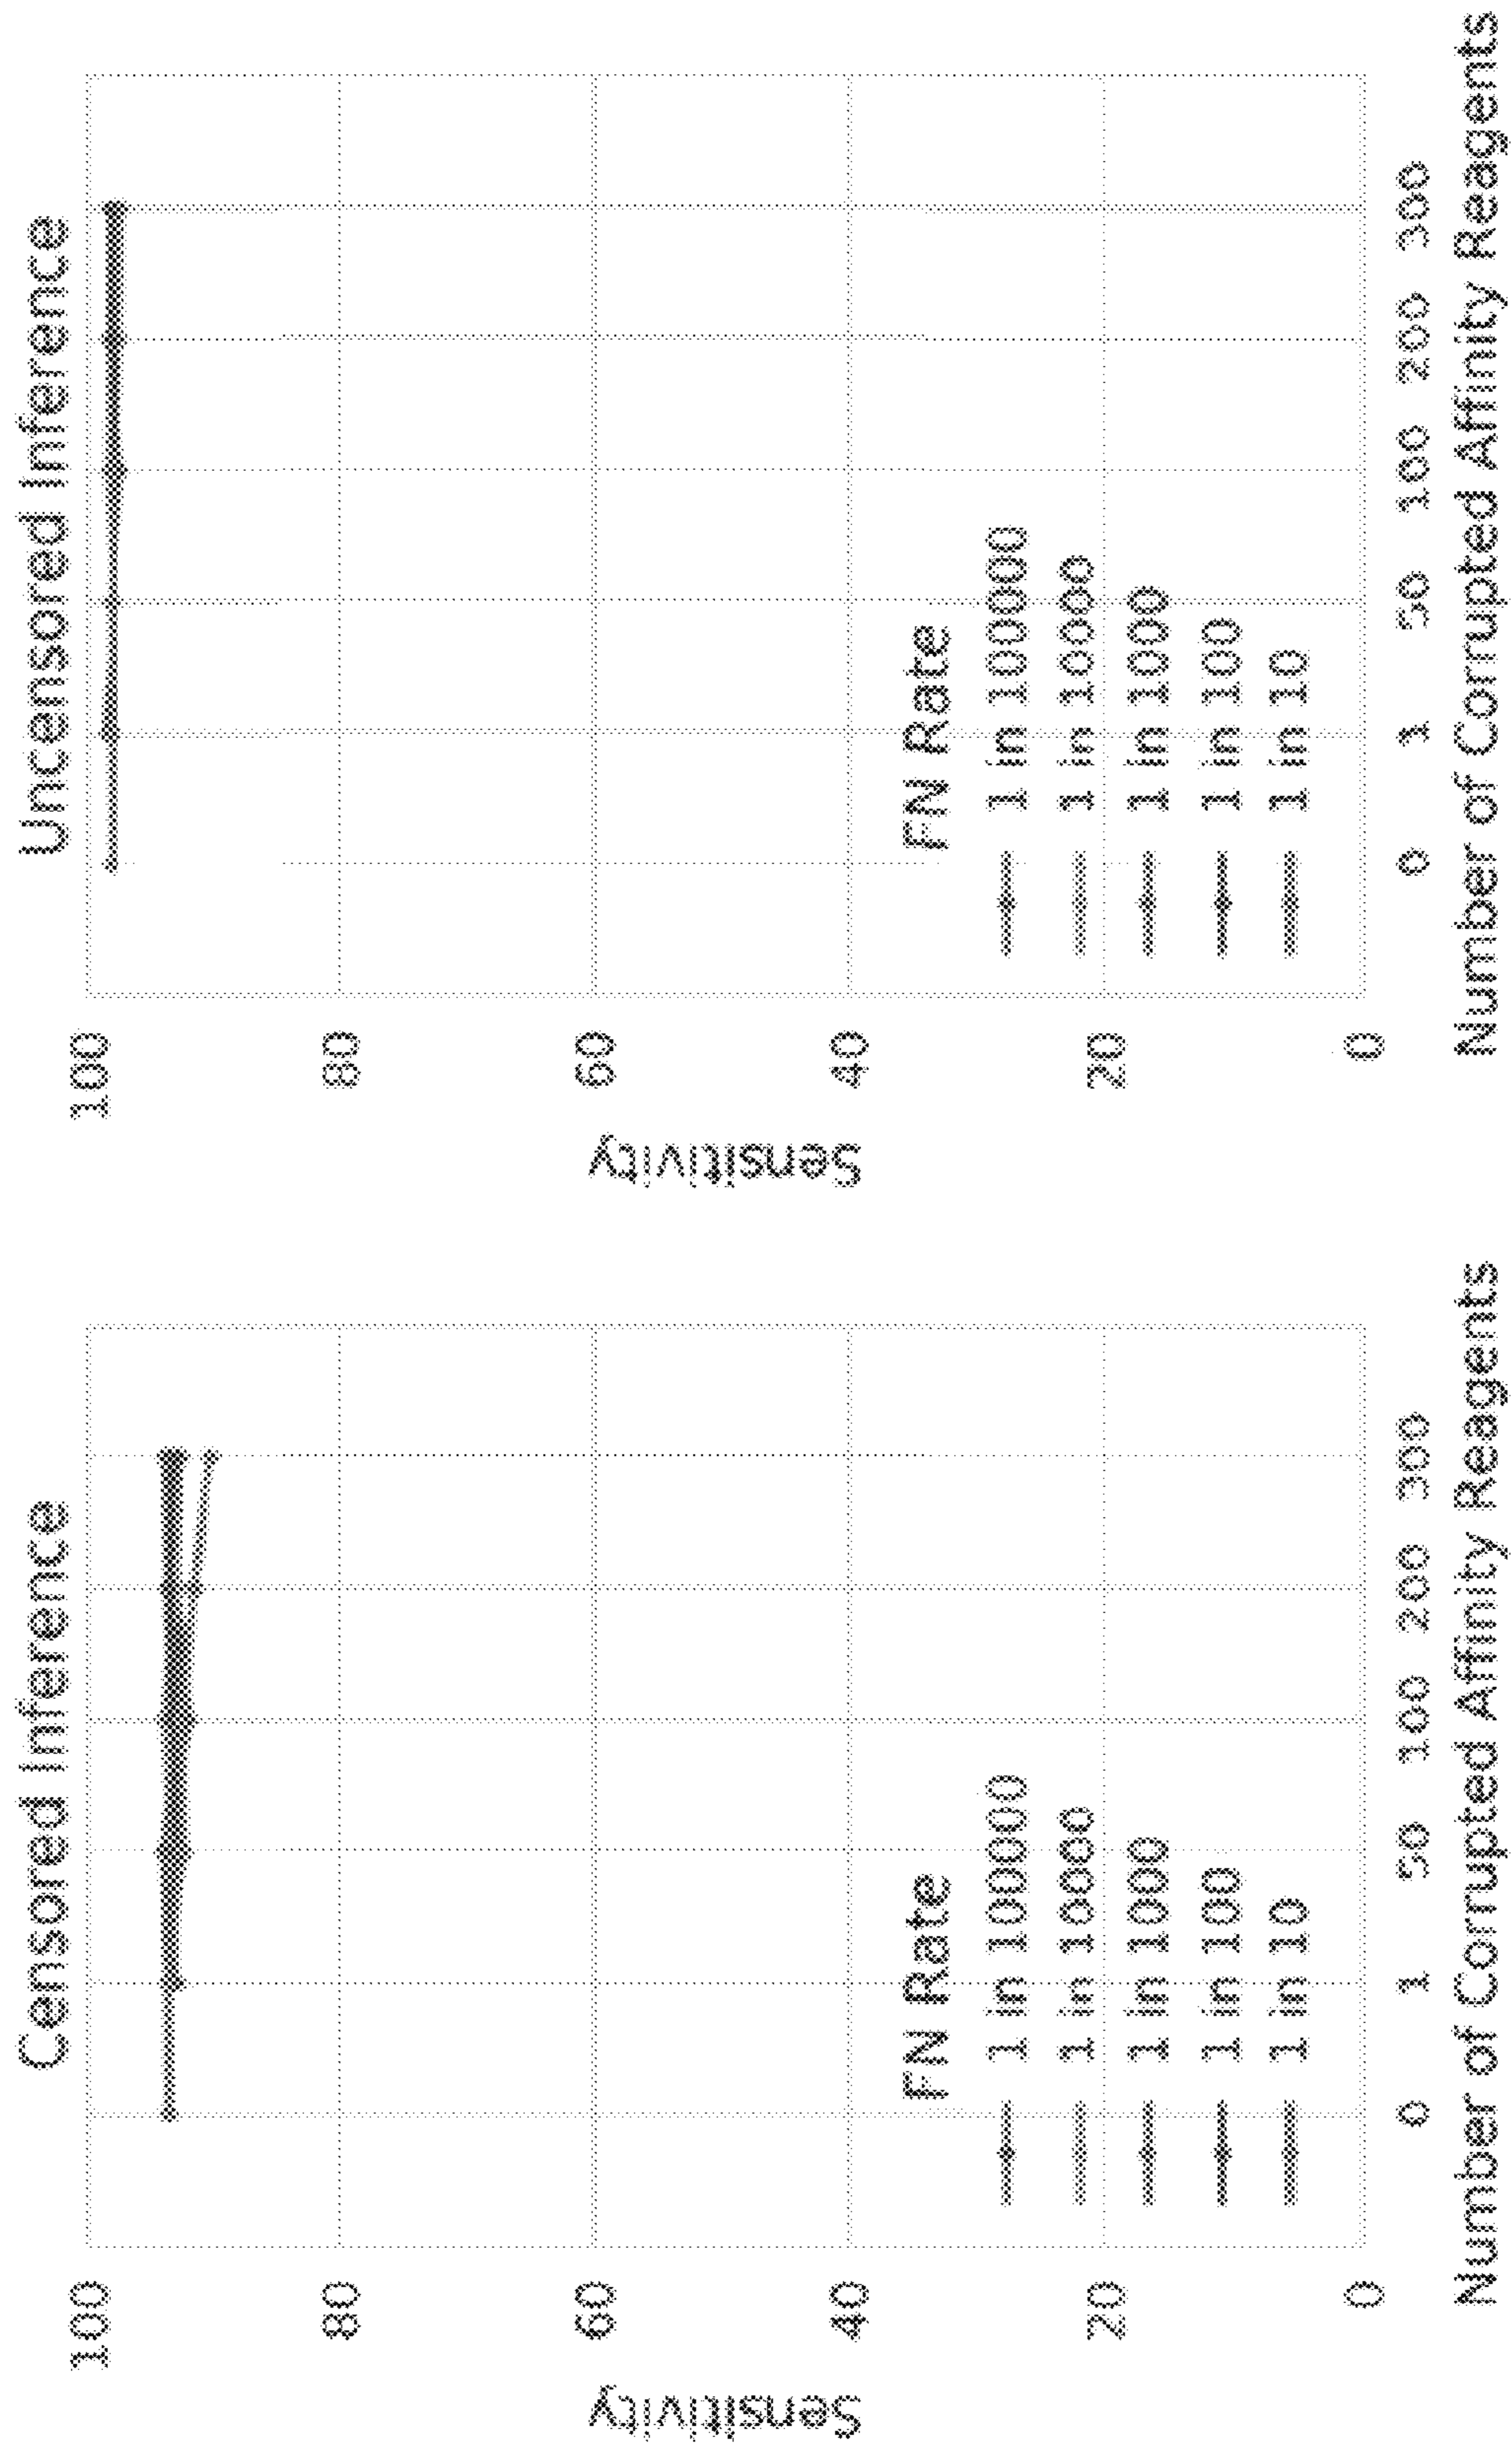 Censored Inference
Sensitivity
100
80
60
40
20
0
FN Rate
1 in 100000
1 in 10000
1 in 1000
1 in 100
1 in 10
0 1 50 100 200 300
Number of Corrupted Affinity Reagents
Uncensored Inference
Sensitivity
100
80
60
40
20
0
FN Rate
1 in 100000
1 in 10000
1 in 1000
1 in 100
1 in 10
0 1 50 100 200 300
Number of Corrupted Affinity Reagents